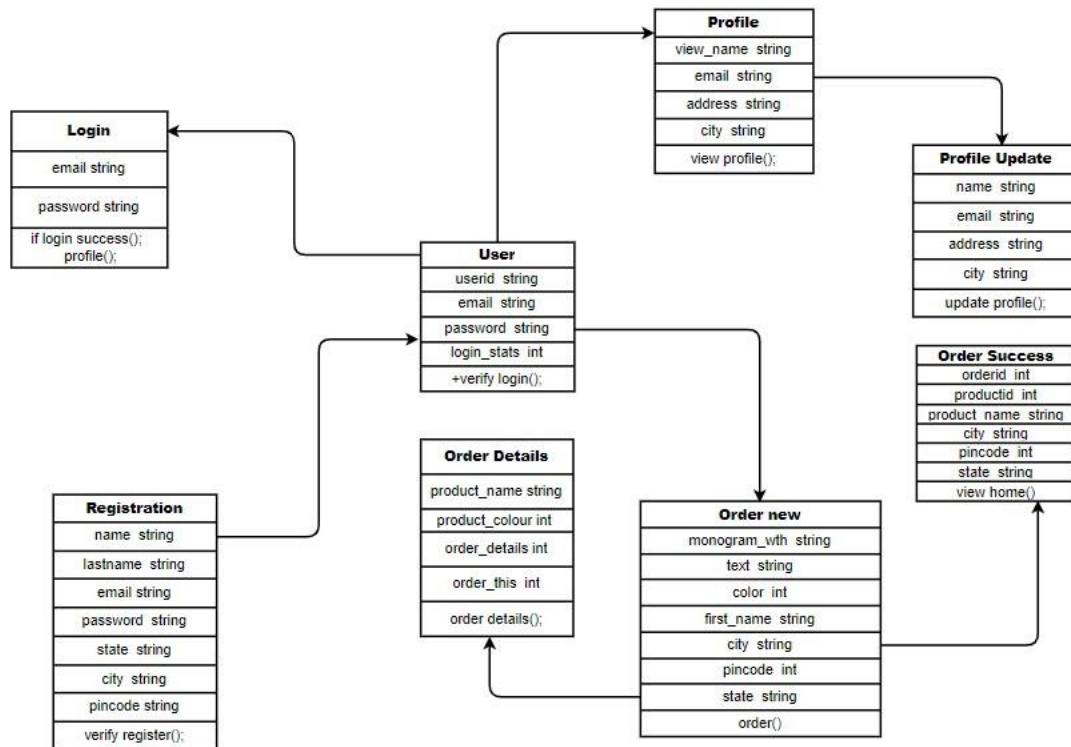 Profile
view_name string
email string
address string
city string
view profile();
Login
email string
password string
if login success();
profile();
Profile Update
name string
email string
address string
city string
update profile();
User
userid string
email string
password string
login_stats int
+verify login();
Order Success
orderid int
productid int
product_name string
city string
pincode int
state string
view home()
Order Details
product_name string
product_colour int
order_details int
order_this int
order details();
Registration
name string
lastname string
email string
password string
state string
city string
pincode string
verify register();
Order new
monogram_wth string
text string
color int
first_name string
city string
pincode int
state string
order()